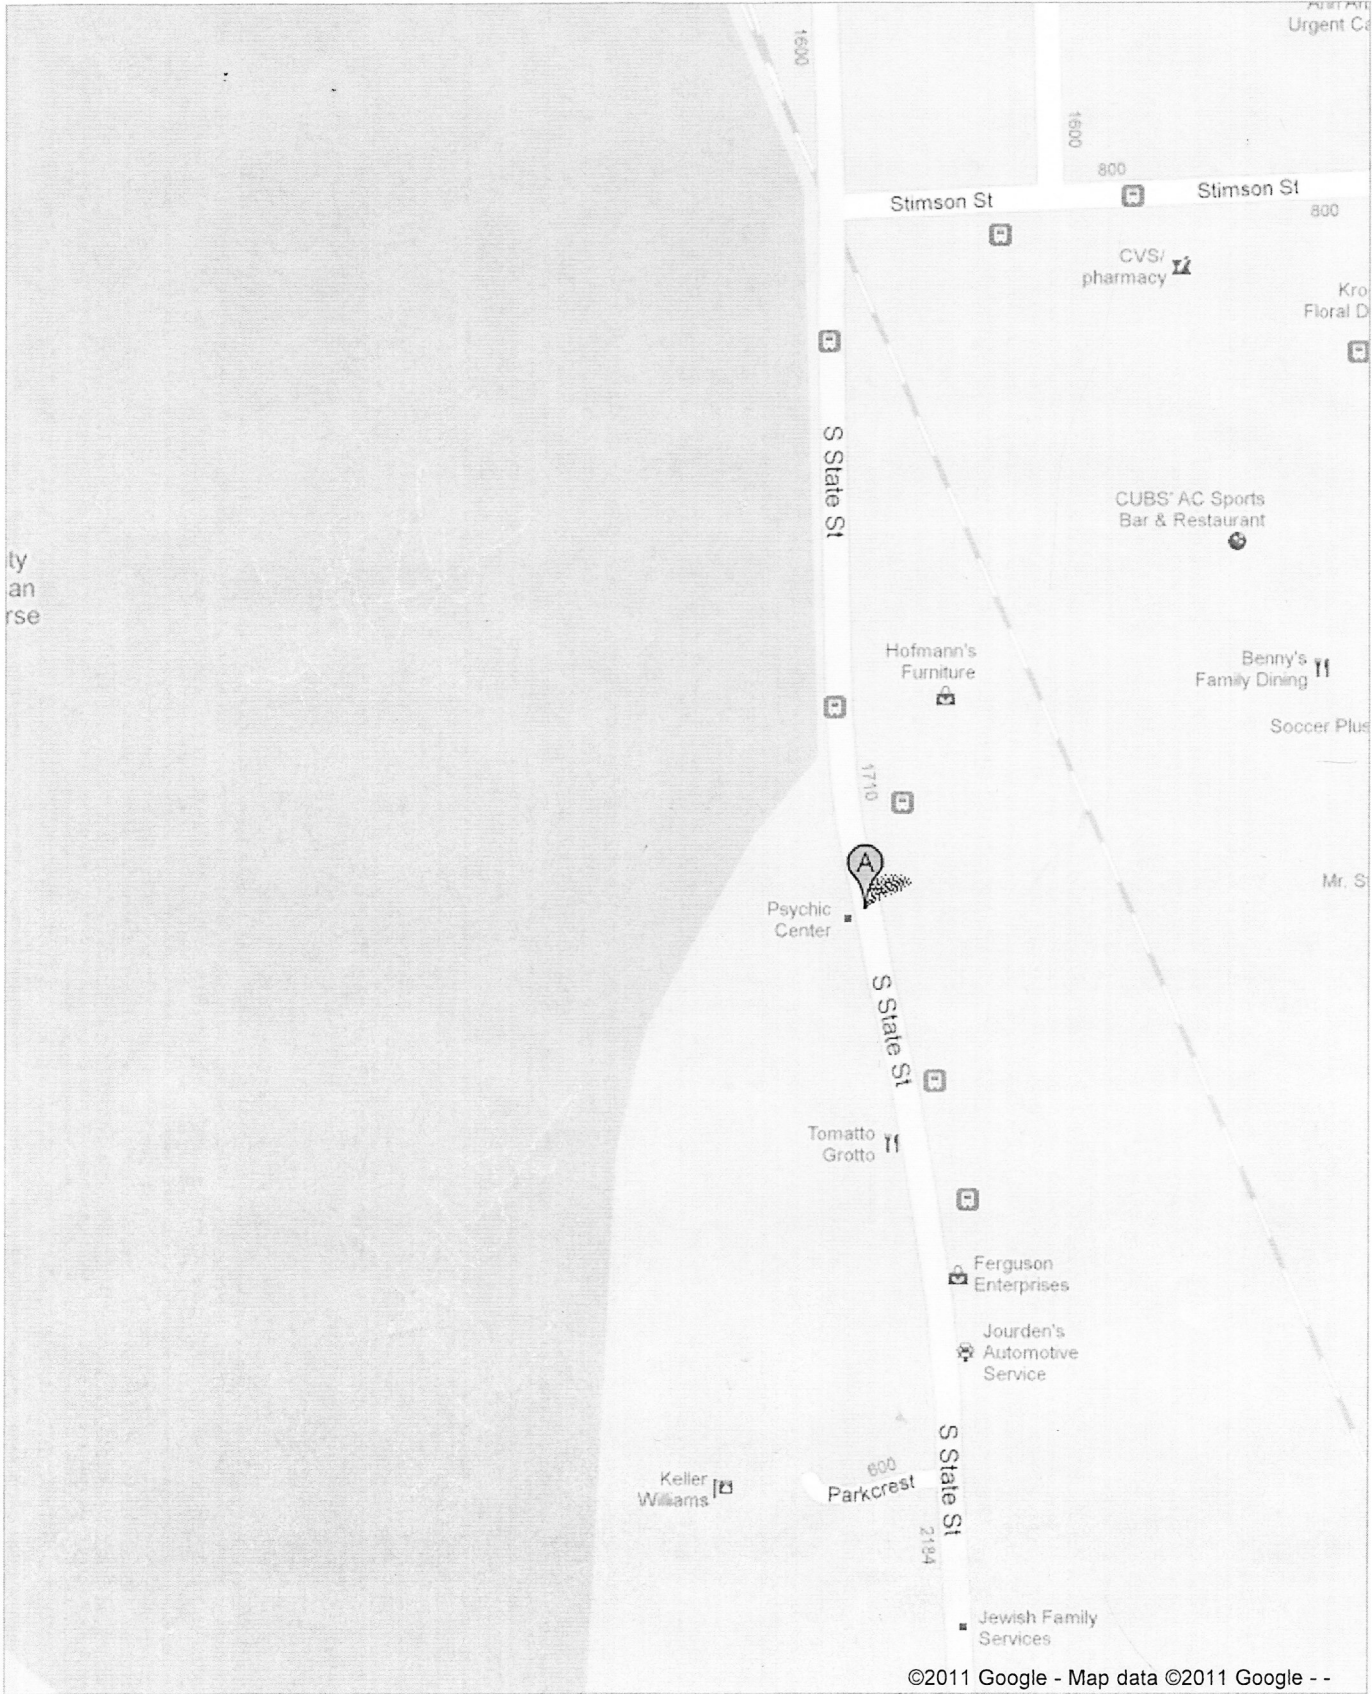 Urgent
1600
1600
800
Stimson St
Stimson St
800
CVS/
pharmacy
Floral
S State St
CUBS' AC Sports
Bar & Restaurant
ty
an
rse
Hofmann's
Furniture
Benny's
Family Dining
Soccer Plus
1710
A
Mr.
Psychic
Center
S State St
Tomatto
Grotto
Ferguson
Enterprises
Jourden's
Automotive
Service
S State St
600
Parkcrest
Keller
Williams
2184
Jewish Family
Services
©2011 Google - Map data ©2011 Google - -